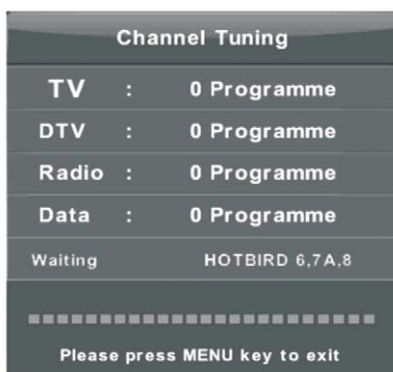 Channel Tuning
TV : 0 Programme
DTV : 0 Programme
Radio : 0 Programme
Data : 0 Programme
Waiting HOTBIRD 6,7A,8
Please press MENU key to exit